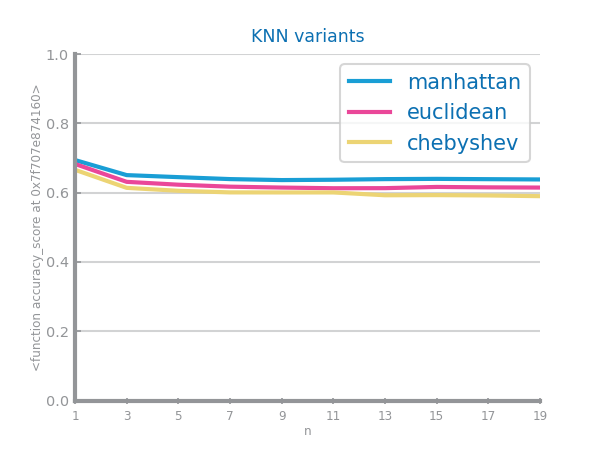 KNN variants
<function accuracy_score at 0x7f707e874160>
1.0
0.8
0.6
0.4
0.2
0.0
manhattan
euclidean
chebyshev
1 3 5 7 9 11 13 15 17 19
n